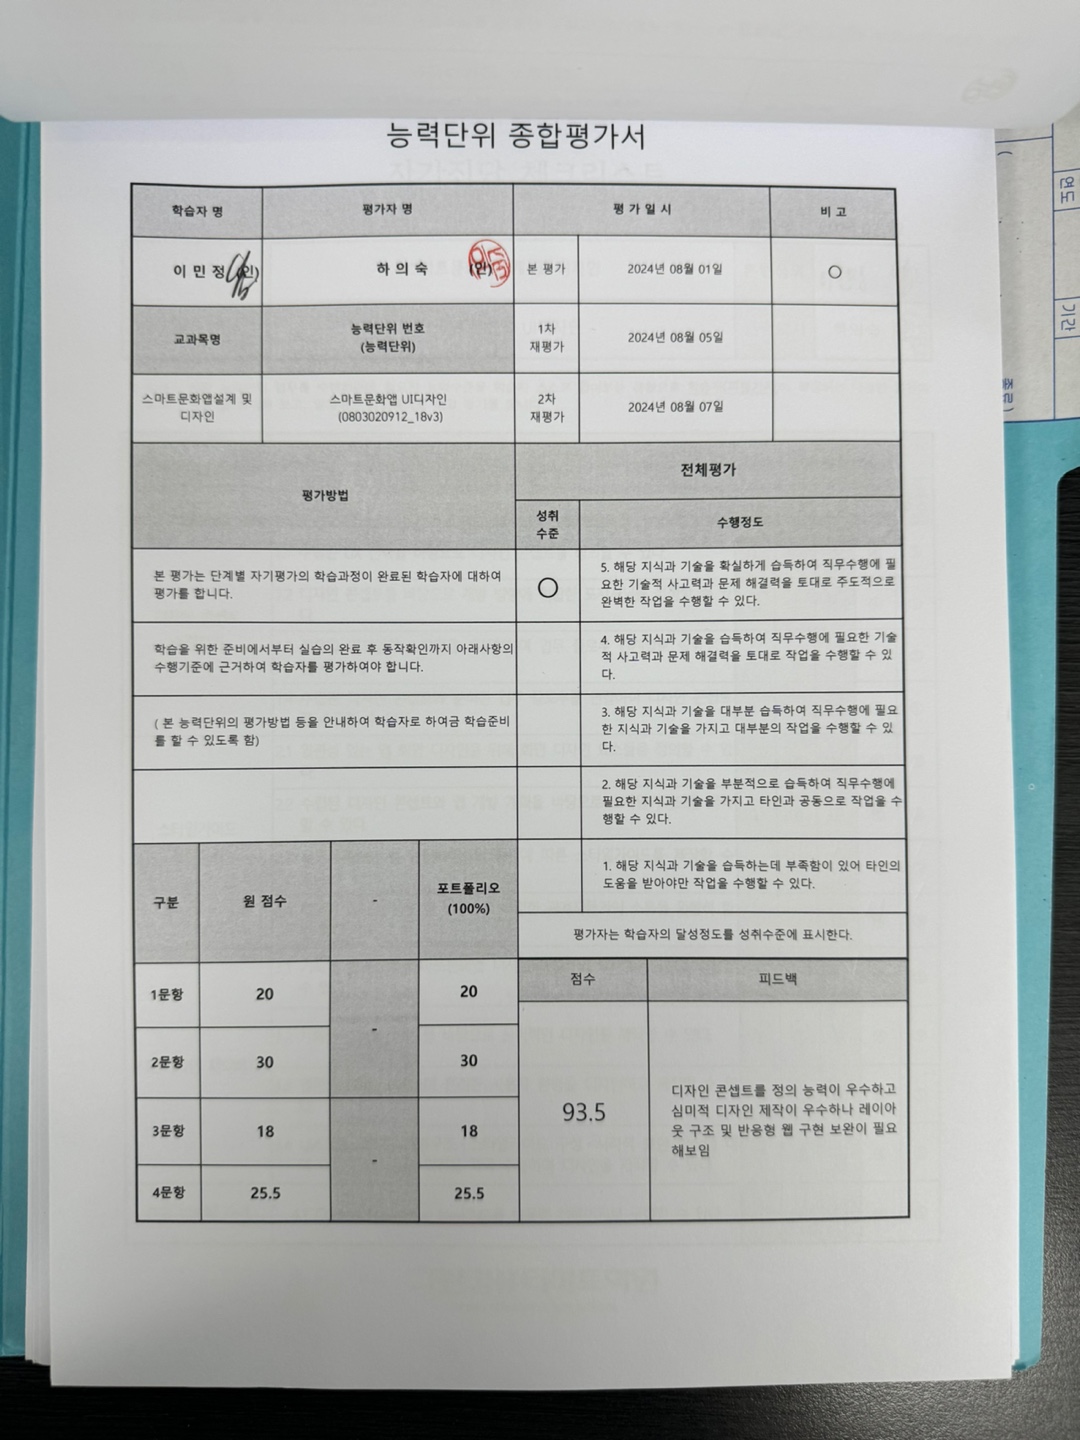 능력단위 종합평가서
학습자 명
평가자 명
평 가 일 시
비 고
이 민 정 (인)
하 의 숙 (인)
본 평가
2024년 08월 01일
○
교과목명
능력단위 번호
(능력단위)
1차
재평가
2024년 08월 05일
스마트문화앱설계 및
디자인
스마트문화앱 UI디자인
(0803020912_18v3)
2차
재평가
2024년 08월 07일
평가방법
전체평가
성취
수준
수행정도
본 평가는 단계별 자기평가의 학습과정이 완료된 학습자에 대하여
평가를 합니다.
○
5. 해당 지식과 기술을 확실하게 습득하여 직무수행에 필
요한 기술적 사고력과 문제 해결력을 토대로 주도적으로
완벽한 작업을 수행할 수 있다.
학습을 위한 준비에서부터 실습의 완료 후 동작확인까지 아래사항의
수행기준에 근거하여 학습자를 평가하여야 합니다.
4. 해당 지식과 기술을 습득하여 직무수행에 필요한 기술
적 사고력과 문제 해결력을 토대로 작업을 수행할 수 있
다.
( 본 능력단위의 평가방법 등을 안내하여 학습자로 하여금 학습준비
를 할 수 있도록 함)
3. 해당 지식과 기술을 대부분 습득하여 직무수행에 필요
한 지식과 기술을 가지고 대부분의 작업을 수행할 수 있
다.
2. 해당 지식과 기술을 부분적으로 습득하여 직무수행에
필요한 지식과 기술을 가지고 타인과 공동으로 작업을 수
행할 수 있다.
1. 해당 지식과 기술을 습득하는데 부족함이 있어 타인의
도움을 받아야만 작업을 수행할 수 있다.
평가자는 학습자의 달성정도를 성취수준에 표시한다.
구분
원 점수
-
포트폴리오
(100%)
점수
피드백
1문항
20
-
20
2문항
30
30
3문항
18
-
18
4문항
25.5
25.5
93.5
디자인 콘셉트를 정의 능력이 우수하고
심미적 디자인 제작이 우수하나 레이아
웃 구조 및 반응형 웹 구현 보완이 필요
해보임
연도
기간